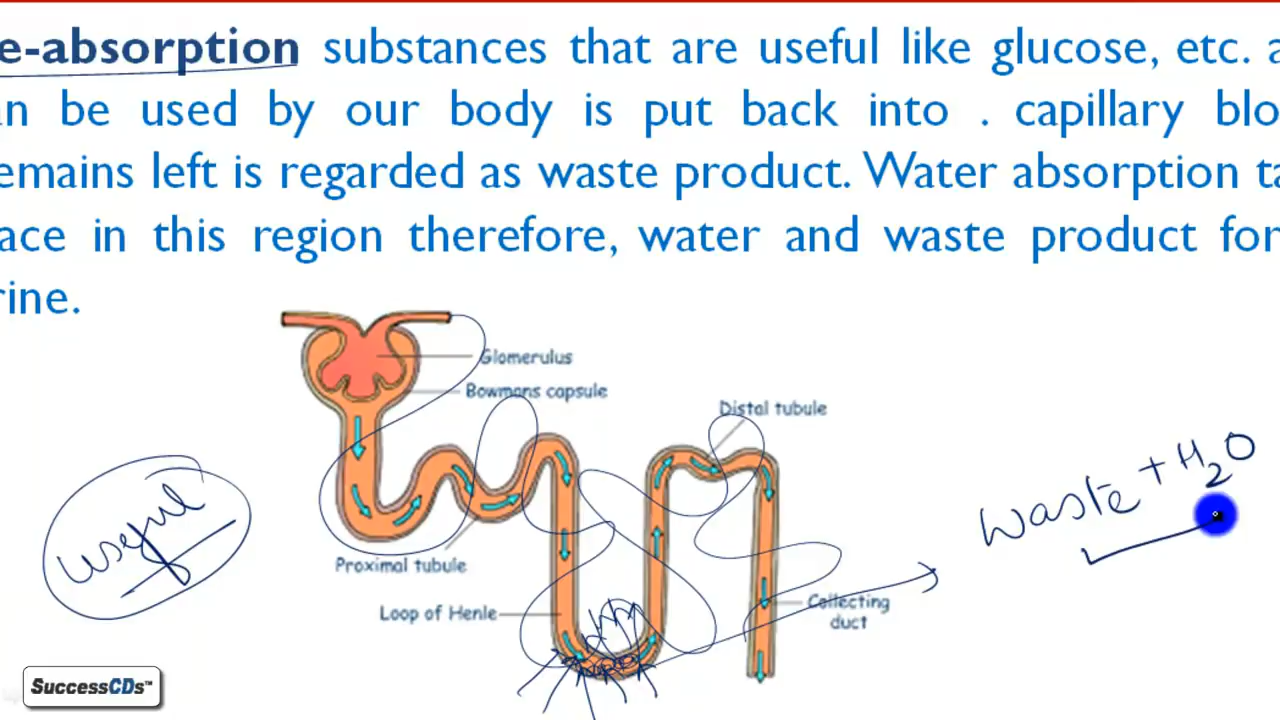 e-absorption substances that are useful like glucose, etc. a
n be used by our body is put back into . capillary blo
emains left is regarded as waste product. Water absorption ta
ace in this region therefore, water and waste product for
rine.
Glomerulus
Bowmans capsule
Distal tubule
waste + H2O
useful
Proximal tubule
Loop of Henle
Collecting
duct
SuccessCDs™